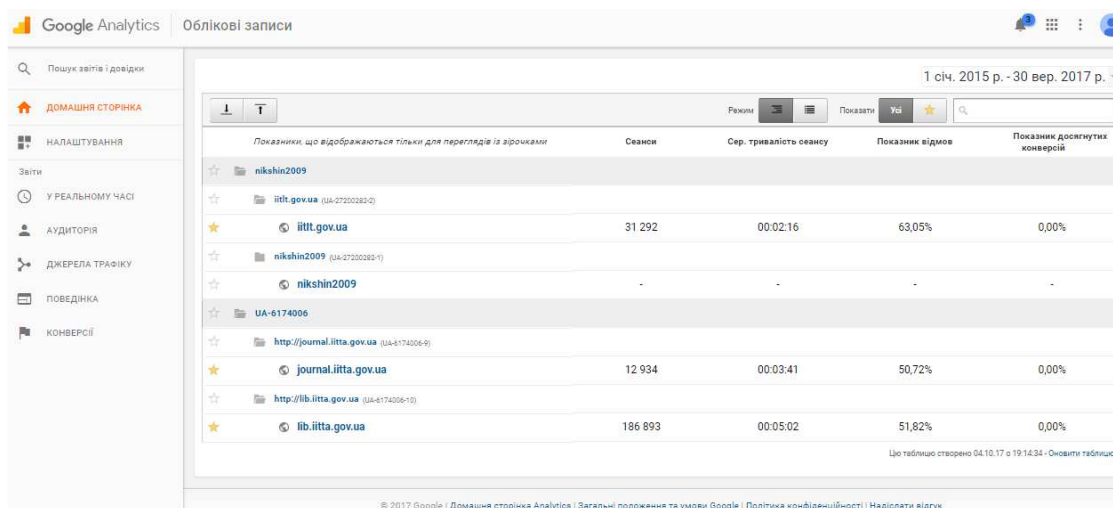 Google Analytics Облікові записи 3
Пошук звітів і довідки
ДОМАШНЯ СТОРІНКА
НАЛАШТУВАННЯ
Звіти
У РЕАЛЬНОМУ ЧАСІ
АУДИТОРІЯ
ДЖЕРЕЛА ТРАФІКУ
ПОВЕДІНКА
КОНВЕРСІЇ
1 січ. 2015 р. - 30 вер. 2017 р.
Режим Показати Усі
Показники, що відображаються тільки для переглядів із зірочками Сеанси Сер. тривалість сеансу Показник відмов Показник досягнутих
конверсій
nikshin2009
iitlt.gov.ua (UA-27200282-2)
iitlt.gov.ua 31 292 00:02:16 63,05% 0,00%
nikshin2009 (UA-27200282-1)
nikshin2009 - - - -
UA-6174006
http://journal.iitta.gov.ua (UA-6174006-9)
journal.iitta.gov.ua 12 934 00:03:41 50,72% 0,00%
http://lib.iitta.gov.ua (UA-6174006-10)
lib.iitta.gov.ua 186 893 00:05:02 51,82% 0,00%
Цю таблицю створено 04.10.17 о 19:14:34 - Оновити таблицю
© 2017 Google | Домашня сторінка Analytics | Загальні положення та умови Google | Політика конфіденційності | Надіслати відгук